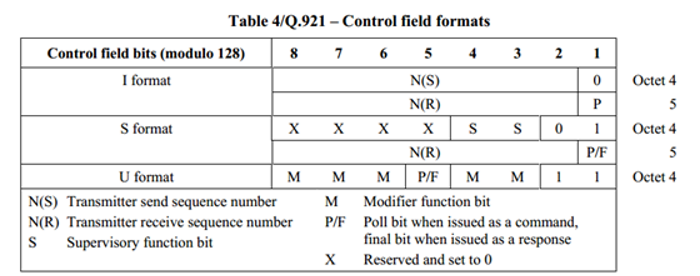 Table 4/Q.921 – Control field formats
Control field bits (modulo 128) 8 7 6 5 4 3 2 1
I format N(S) 0 Octet 4
N(R) P 5
S format X X X X S S 0 1 Octet 4
N(R) P/F 5
U format M M M P/F M M 1 1 Octet 4
N(S) Transmitter send sequence number M Modifier function bit
N(R) Transmitter receive sequence number P/F Poll bit when issued as a command,
S Supervisory function bit final bit when issued as a response
X Reserved and set to 0